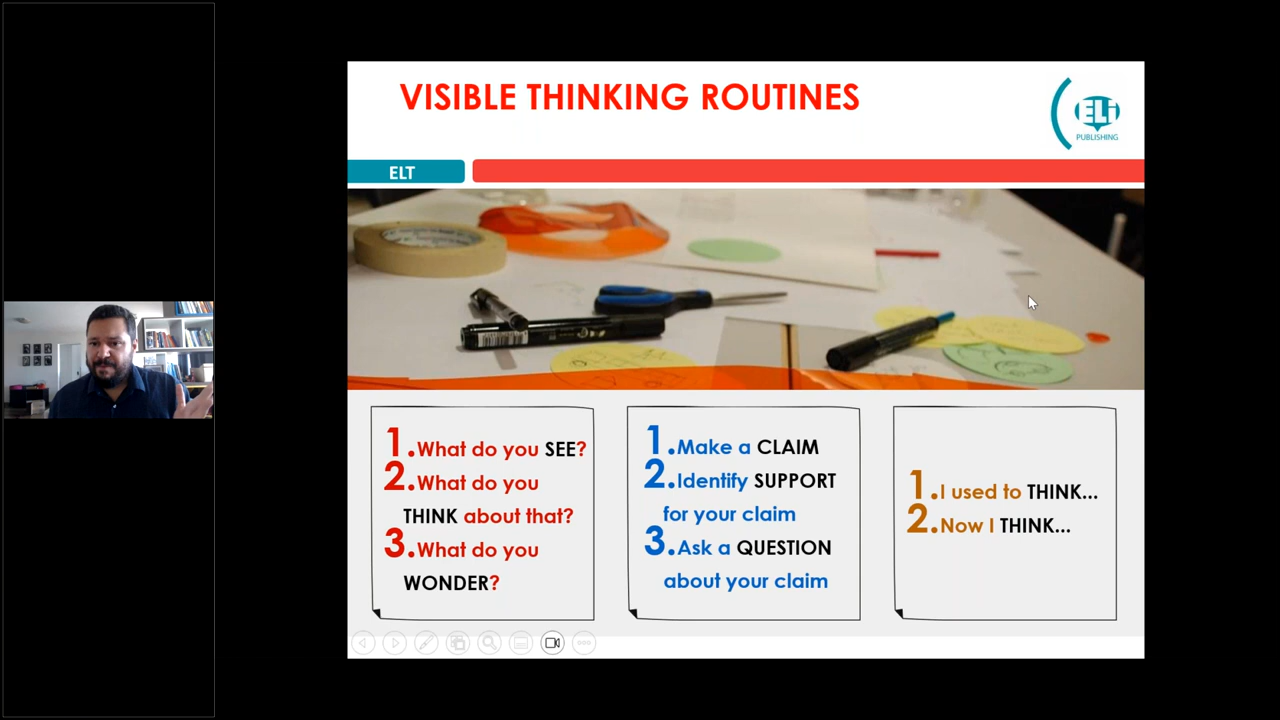 VISIBLE THINKING ROUTINES
ELi
PUBLISHING
ELT
1.What do you SEE?
2.What do you
THINK about that?
3.What do you
WONDER?
1.Make a CLAIM
2.Identify SUPPORT
for your claim
3.Ask a QUESTION
about your claim
1.I used to THINK...
2.Now I THINK...